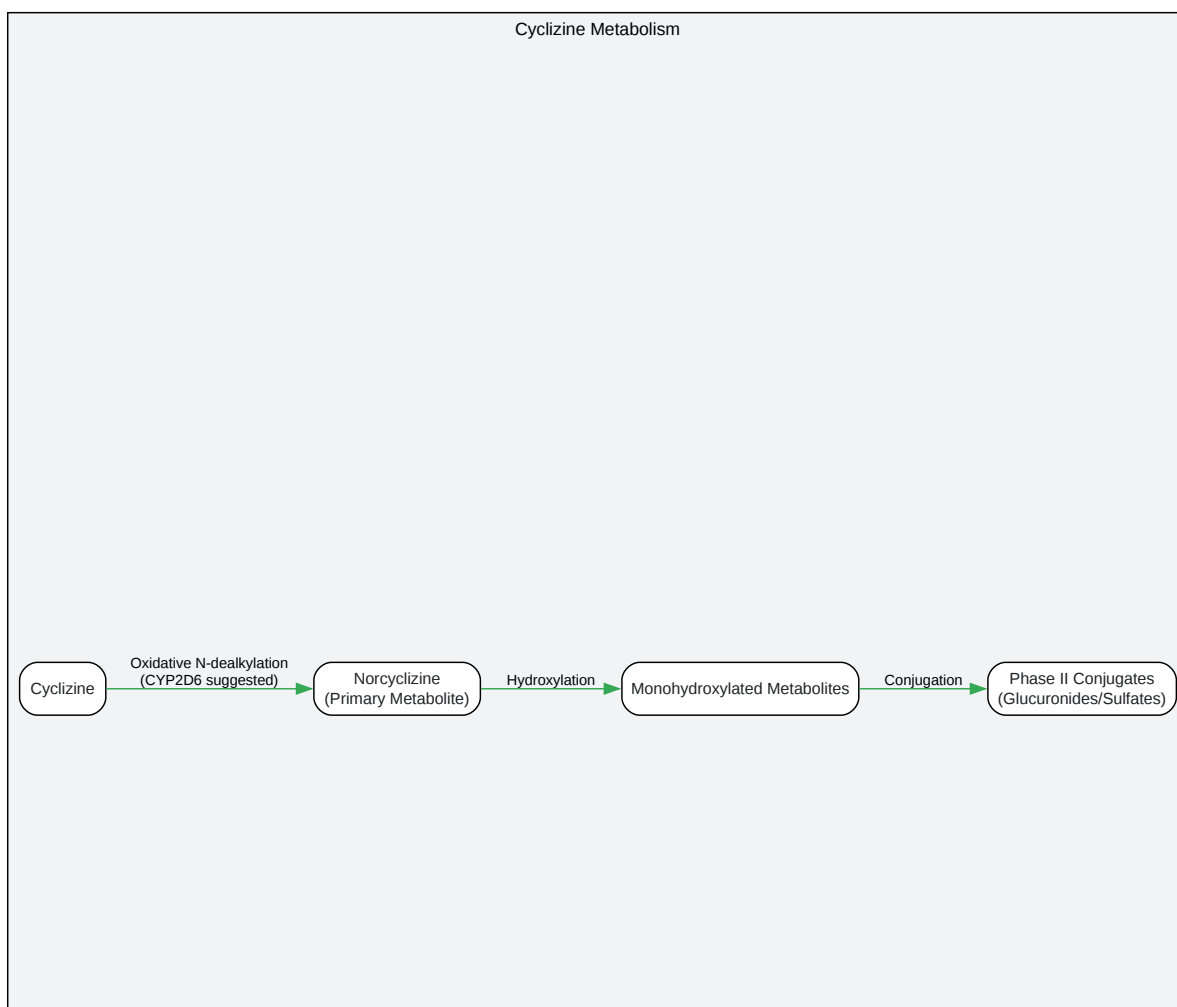 Cyclizine Metabolism
Cyclizine
Oxidative N-dealkylation
(CYP2D6 suggested)
Norcyclizine
(Primary Metabolite)
Hydroxylation
Monohydroxylated Metabolites
Conjugation
Phase II Conjugates
(Glucuronides/Sulfates)